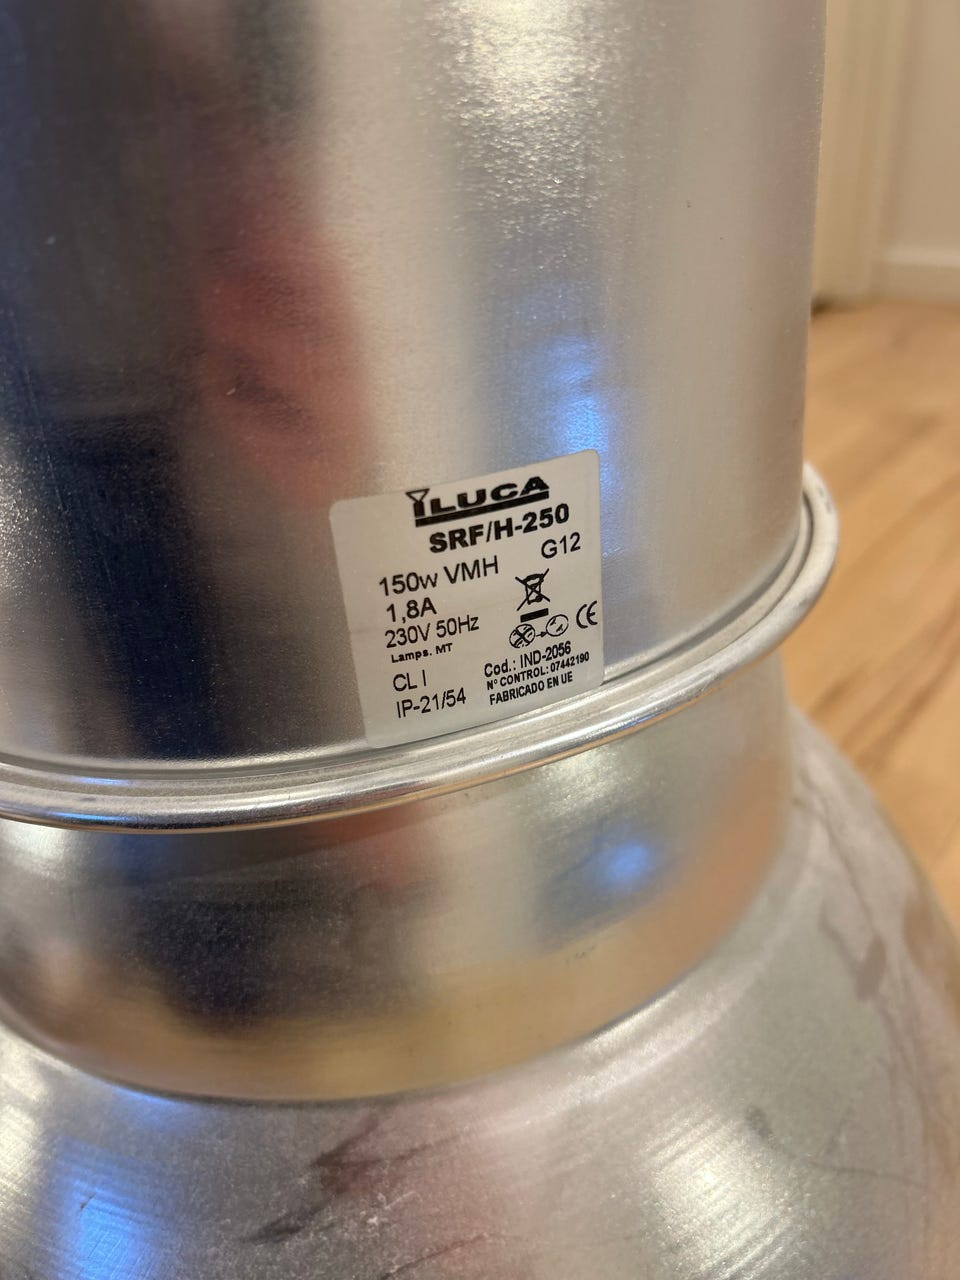 iLUCA
SRF/H-250
G12
150w VMH
1,8A
230V 50Hz
Lamps. MT
CE
CL I
IP-21/54
Cod.: IND-2056
Nº CONTROL: 07442190
FABRICADO EN UE